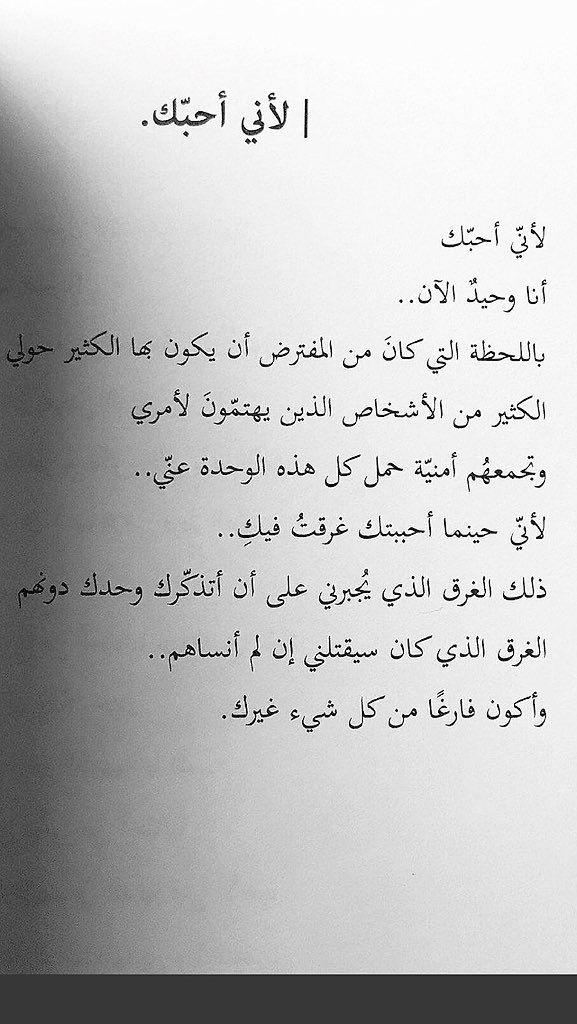 | لأني أحبّك.
لأنيّ أحبّك
أنا وحيدٌ الآن..
باللحظة التي كانَ من المفترض أن يكون بها الكثير حولي
الكثير من الأشخاص الذين يهتمّونَ لأمري
وتجمعهُم أمنيّة حمل كل هذه الوحدة عنّي..
لأنيّ حينما أحببتك غرقتُ فيكِ..
ذلك الغرق الذي يُجبرني على أن أتذكّرك وحدك دونهم
الغرق الذي كان سيقتلني إن لم أنساهم..
وأكون فارغًا من كل شيء غيرك.